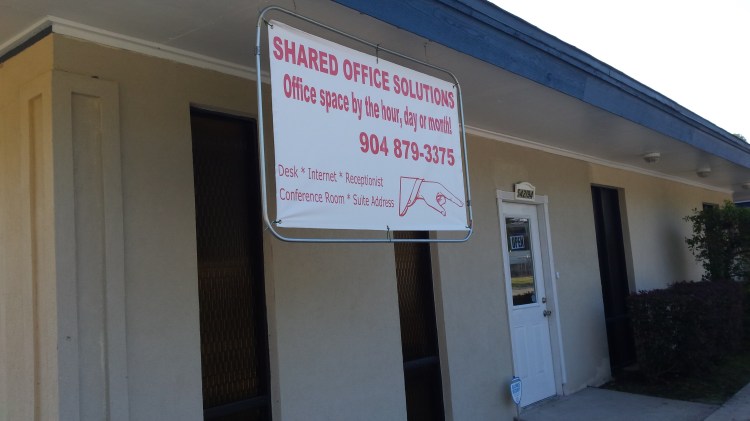 SHARED OFFICE SOLUTIONS
Office space by the hour, day or month!
904 879-3375
Desk * Internet * Receptionist
Conference Room * Suite Address
OPEN